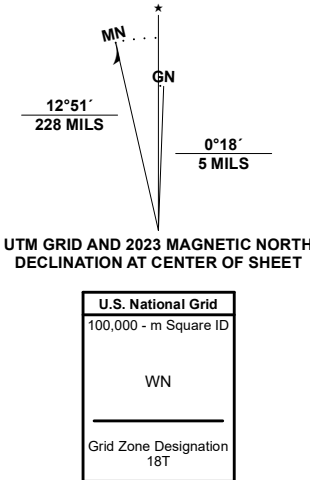 ★
MN
GN
12°51´
228 MILS
0°18´
5 MILS
UTM GRID AND 2023 MAGNETIC NORTH
DECLINATION AT CENTER OF SHEET
U.S. National Grid
100,000 - m Square ID
WN
Grid Zone Designation
18T